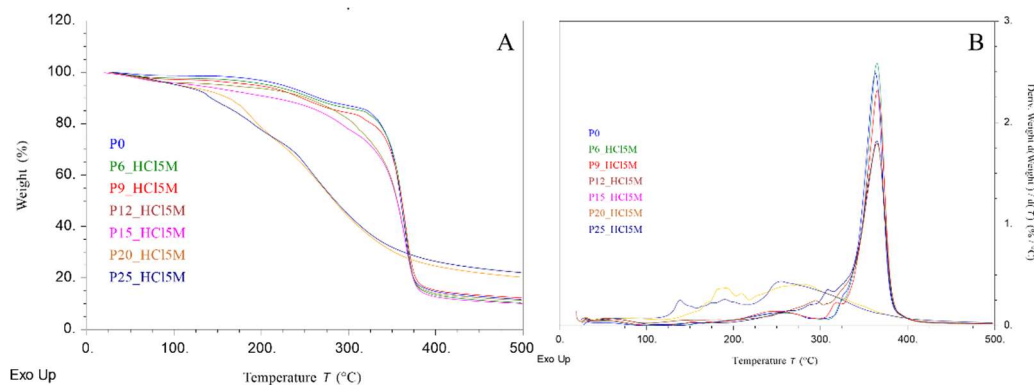 A
120.
100.
80.
60.
40.
20.
0.
Weight (%)
P0
P6_HCl5M
P9_HCl5M
P12_HCl5M
P15_HCl5M
P20_HCl5M
P25_HCl5M
0. 100. 200. 300. 400. 500
Exo Up
Temperature T (°C)
B
P0
P6_HCl5M
P9_HCl5M
P12_HCl5M
P15_HCl5M
P20_HCl5M
P25_HCl5M
3.
2.
1.
0.
0. 100. 200. 300. 400. 500.
Exo Up
Temperature T (°C)